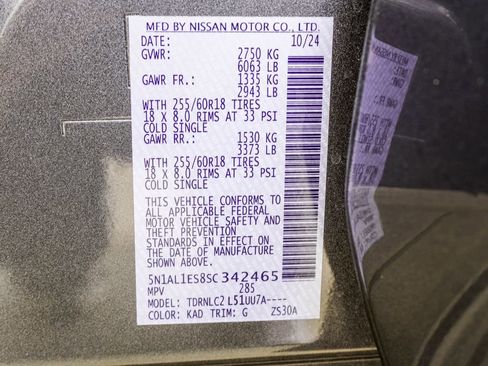 MFD BY NISSAN MOTOR CO., LTD.
DATE: 10/24
GVWR: 2750 KG
6063 LB
GAWR FR.: 1335 KG
2943 LB
WITH 255/60R18 TIRES
18 X 8.0 RIMS AT 33 PSI
COLD SINGLE
GAWR RR.: 1530 KG
3373 LB
WITH 255/60R18 TIRES
18 X 8.0 RIMS AT 33 PSI
COLD SINGLE
THIS VEHICLE CONFORMS TO
ALL APPLICABLE FEDERAL
MOTOR VEHICLE SAFETY AND
THEFT PREVENTION
STANDARDS IN EFFECT ON
THE DATE OF MANUFACTURE
SHOWN ABOVE.
5N1AL1ES8SC342465
MPV 285
MODEL: TDRNLC2 L51UU7A----
COLOR: KAD TRIM: G ZS30A